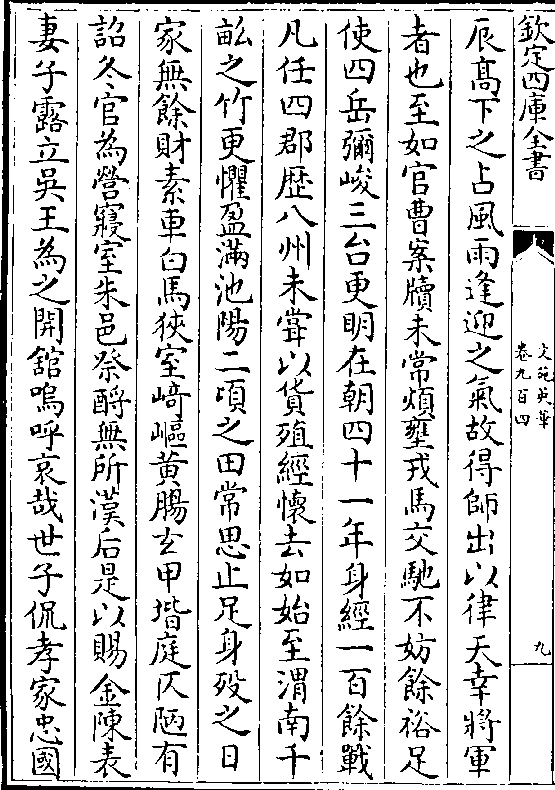 欽定四庫全書
文苑英華
卷九百四
九
辰髙下之占風雨逢迎之氣故得師出以律天幸將軍
者也至如官曹案牘未常煩壅戎馬交馳不妨餘裕足
使四岳彌峻三台更明在朝四十一年身經一百餘戰
凡任四郡歴八州未甞以貨殖經懷去如始至渭南千
畝之竹更懼盈滿池陽二頃之田常思止足身殁之日
家無餘財素車白馬狹室﨑嶇黄腸玄甲堦庭仄陋有
詔冬官為營寢室朱邑祭酹無所漢后是以賜金陳表
妻子露立吳王為之開舘嗚呼哀哉世子侃孝家忠國